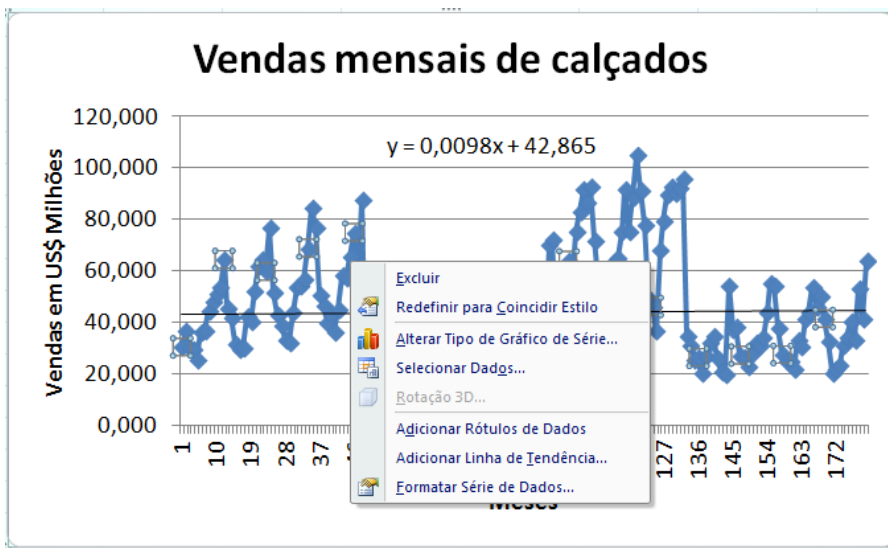 Vendas mensais de calçados
y = 0,0098x + 42,865
Vendas em US$ Milhões
120,000
100,000
80,000
60,000
40,000
20,000
0,000
1
10
19
28
37
127
136
145
154
163
172
Meses
Excluir
Redefinir para Coincidir Estilo
Alterar Tipo de Gráfico de Série...
Selecionar Dados...
Rotação 3D...
Adicionar Rótulos de Dados
Adicionar Linha de Tendência...
Formatar Série de Dados...